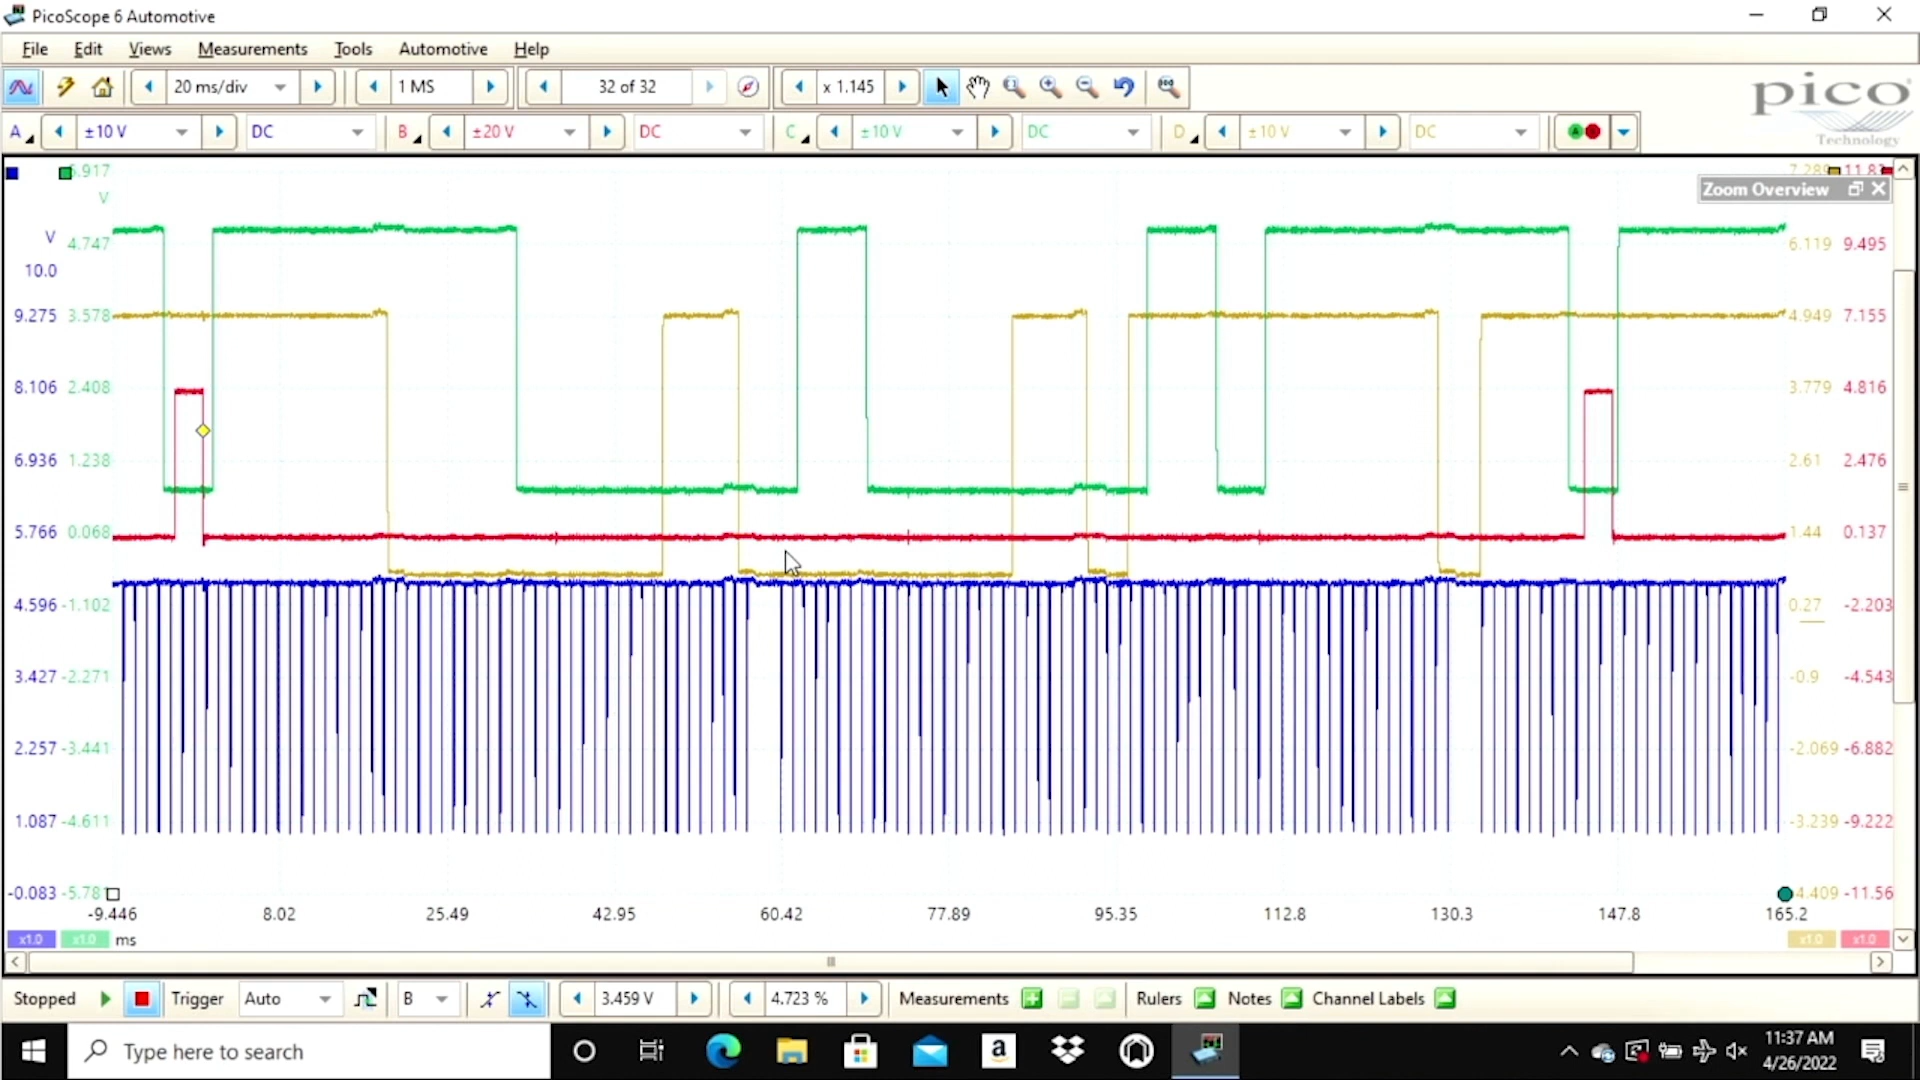 PicoScope 6 Automotive
File Edit Views Measurements Tools Automotive Help
20 ms/div 1 MS 32 of 32 x 1.145
pico
Technology
A ±10 V DC B ±20 V DC C ±10 V DC D ±10 V DC
Zoom Overview
V
10.0
9.275
8.106
6.936
5.766
4.596
3.427
2.257
1.087
-0.083
V
4.747
3.578
2.408
1.238
0.068
-1.102
-2.271
-3.441
-4.611
6.119
4.949
3.779
2.61
1.44
0.27
-0.9
-2.069
-3.239
9.495
7.155
4.816
2.476
0.137
-2.203
-4.543
-6.882
-9.222
-11.56
-9.446 8.02 25.49 42.95 60.42 77.89 95.35 112.8 130.3 147.8 165.2
x1.0 x1.0 ms x1.0 x1.0
Stopped Trigger Auto B 3.459 V 4.723 % Measurements Rulers Notes Channel Labels
Type here to search
11:37 AM
4/26/2022